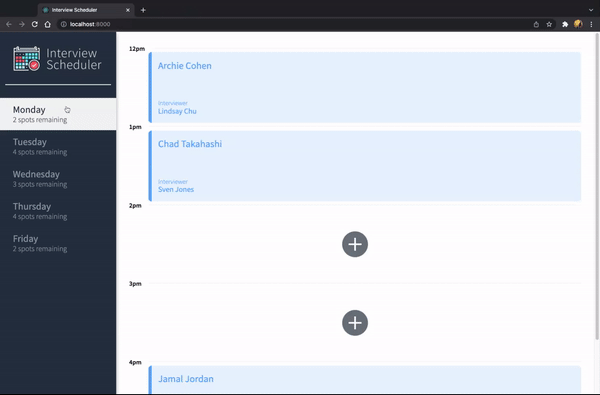 Interview Scheduler
localhost:8000
Interview
Scheduler
Monday
2 spots remaining
Tuesday
4 spots remaining
Wednesday
3 spots remaining
Thursday
4 spots remaining
Friday
2 spots remaining
12pm
Archie Cohen
Interviewer
Lindsay Chu
1pm
Chad Takahashi
Interviewer
Sven Jones
2pm
3pm
4pm
Jamal Jordan